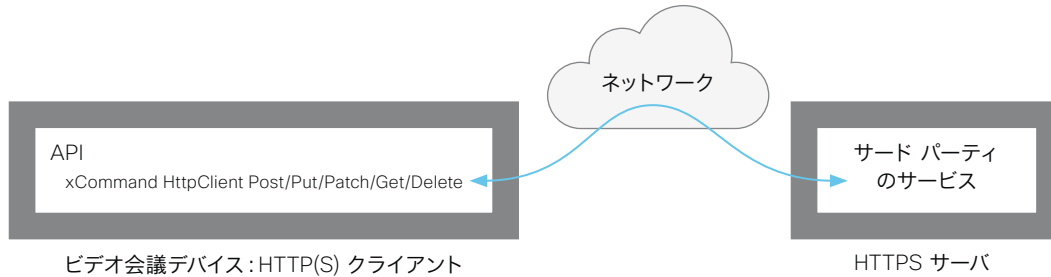 ネットワーク
API
xCommand HttpClient Post/Put/Patch/Get/Delete
サード パーティ
のサービス
ビデオ会議デバイス：HTTP(S) クライアント
HTTPS サーバ